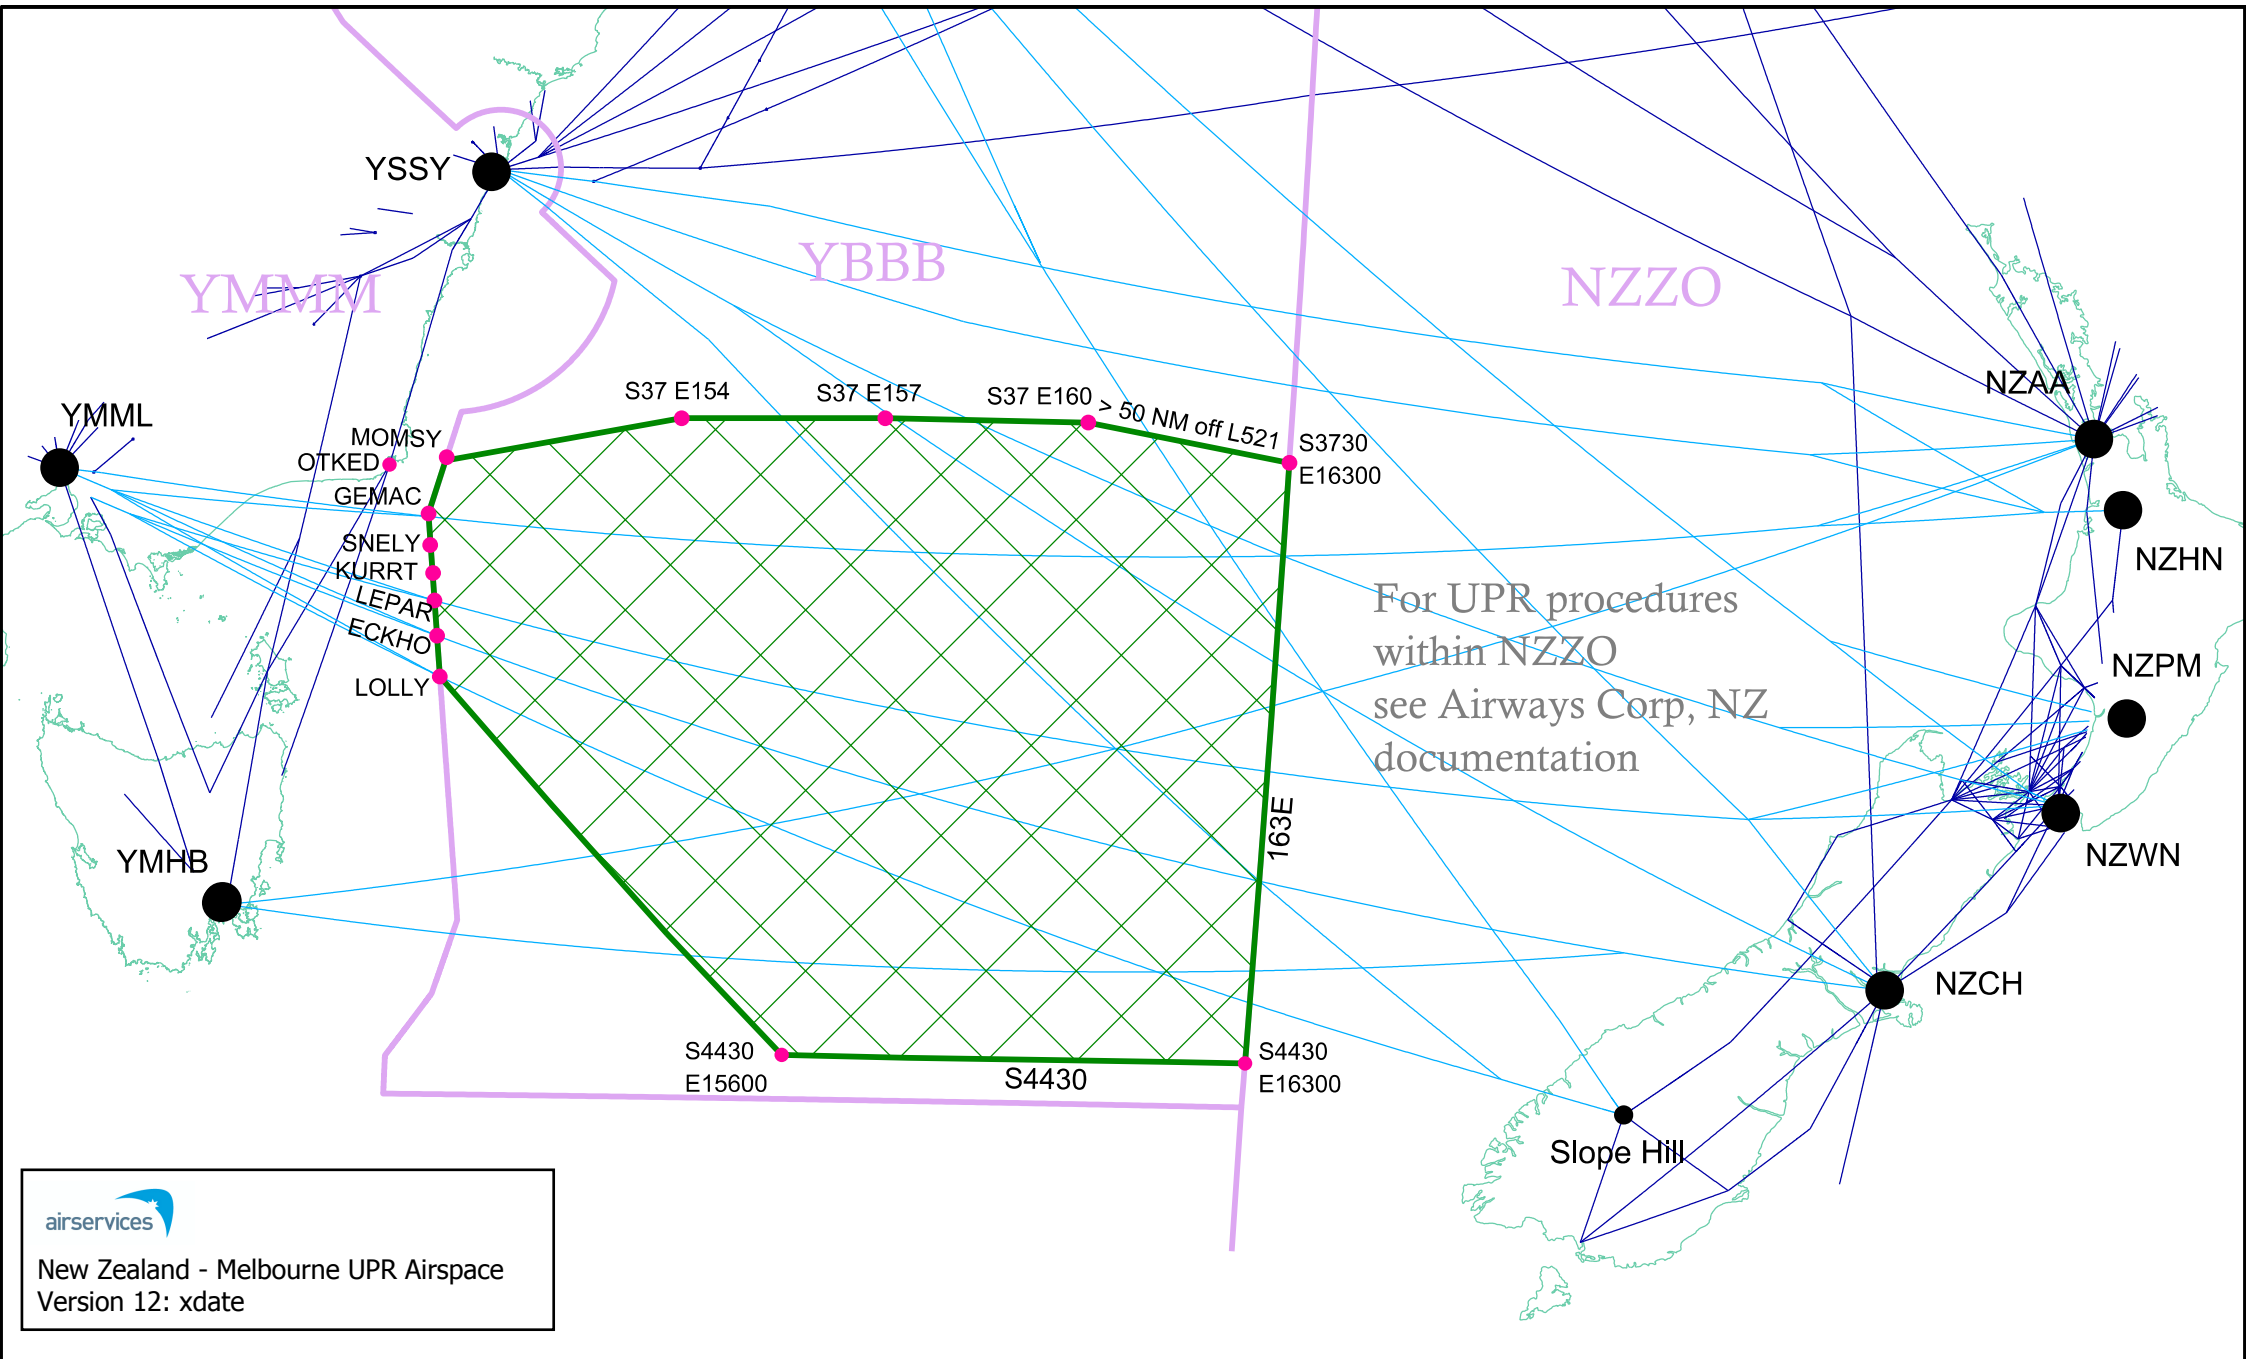 YSSY
YBBB
YMMM
NZZO
NZAA
YMML
S37 E154
S37 E157
S37 E160
> 50 NM off L521
MOMSY
OTKED
S3730
E16300
GEMAC
SNELY
KURRT
LEPAR
ECKHO
LOLLY
NZHN
For UPR procedures
within NZZO
see Airways Corp, NZ
documentation
NZPM
163E
YMHB
NZWN
NZCH
S4430
E15600
S4430
S4430
E16300
Slope Hill
airservices
New Zealand - Melbourne UPR Airspace
Version 12: xdate